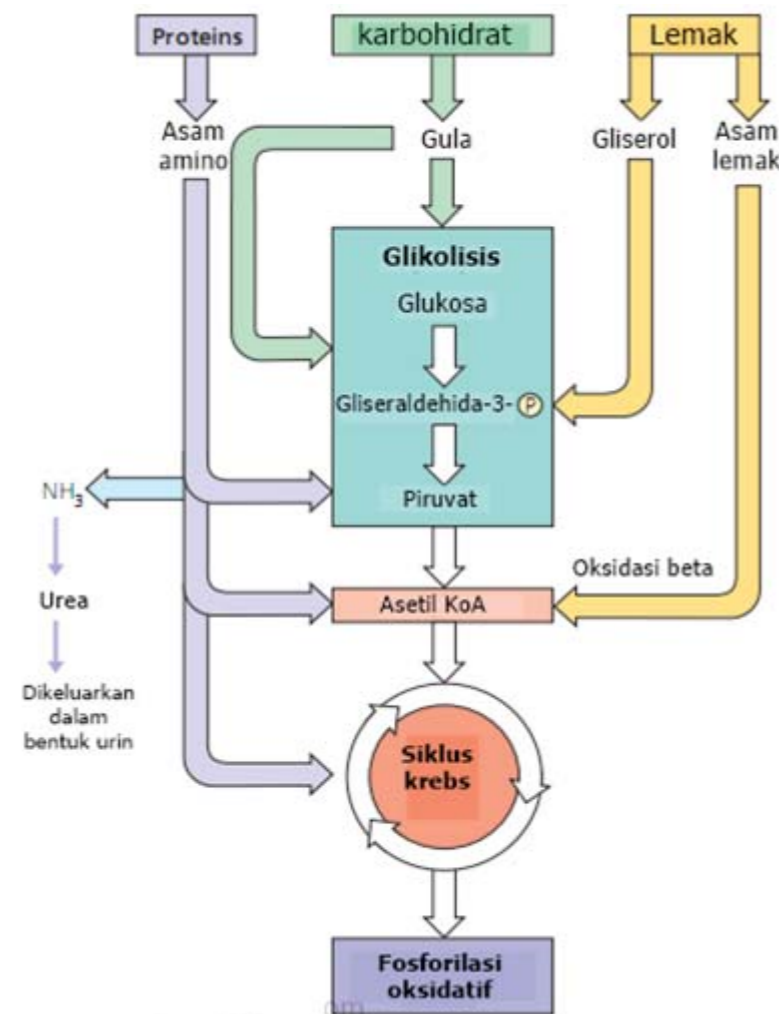 Proteins
karbohidrat
Lemak
Asam
amino
Gula
Gliserol
Asam
lemak
Glikolisis
Glukosa
Gliseraldehida-3- P
Piruvat
NH3
Oksidasi beta
Urea
Asetil KoA
Dikeluarkan
dalam
bentuk urin
Siklus
krebs
Fosforilasi
oksidatif
om